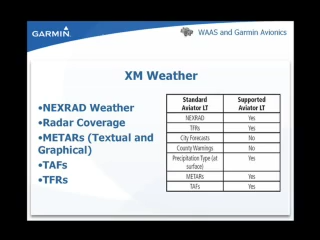 GARMIN
WAAS and Garmin Avionics
XM Weather
•NEXRAD Weather
•Radar Coverage
•METARs (Textual and
Graphical)
•TAFs
•TFRs
Standard Supported
Aviator LT Aviator LT
NEXRAD Yes
TFRs Yes
City Forecasts No
County Warnings No
Precipitation Type (at Yes
surface)
METARs Yes
TAFs Yes